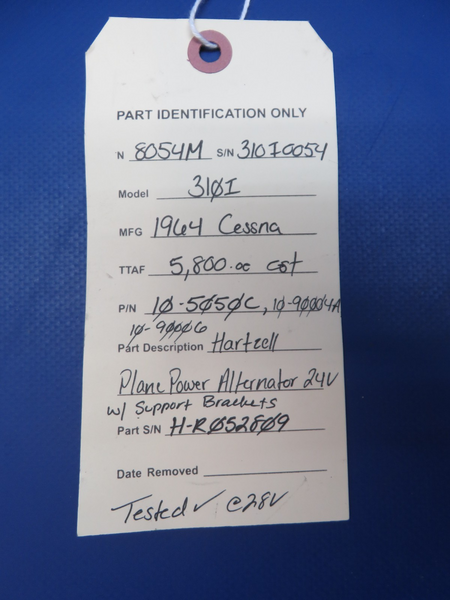 PART IDENTIFICATION ONLY
N 8054M S/N 310I0054
Model 310I
MFG 1964 Cessna
TTAF 5,800.00 est
P/N 10-5050C, 10-90004A
10-90006
Part Description Hartzell
Plane Power Alternator 24V
w/ Support Brackets
Part S/N H-R052809
Date Removed
Tested ✓ @28V